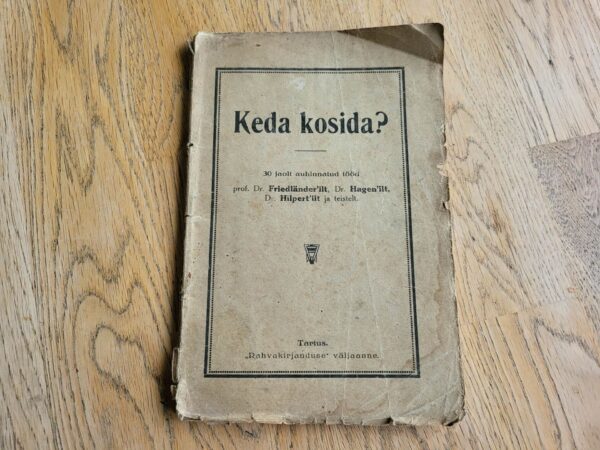 Keda kosida?
30 jaolt auhinnatud tööd
prof. Dr. Friedländer'ilt, Dr. Hagen'ilt,
Dr. Hilpert'ilt ja teistelt.
Tartus.
„Rahvakirjanduse“ väljaanne.